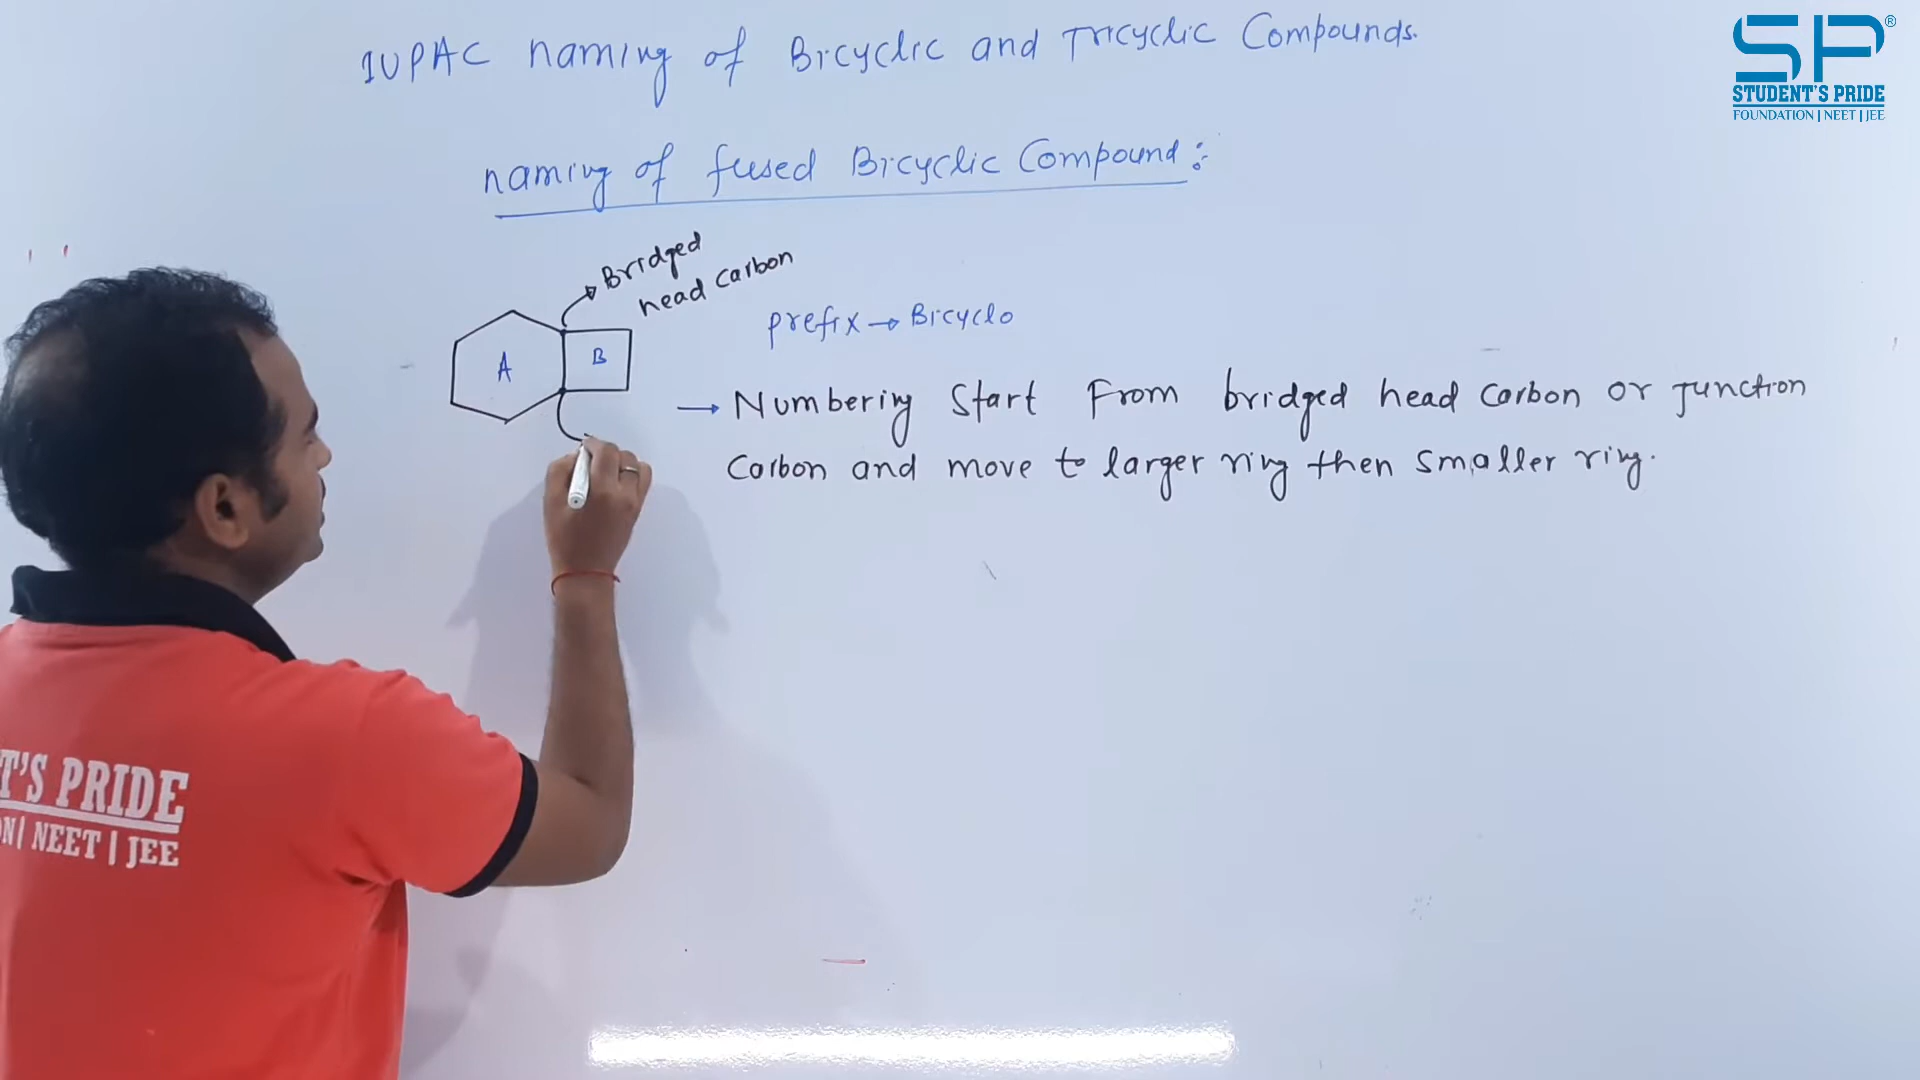 IUPAC naming of Bicyclic and Tricyclic Compounds.
SP®
STUDENT'S PRIDE
FOUNDATION | NEET | JEE
naming of fused Bicyclic Compound:
Bridged
head carbon
A
B
prefix → Bicyclo
→ Numbering Start From bridged head Carbon or Junction
Carbon and move to larger ring then smaller ring.
T'S PRIDE
ON | NEET | JEE